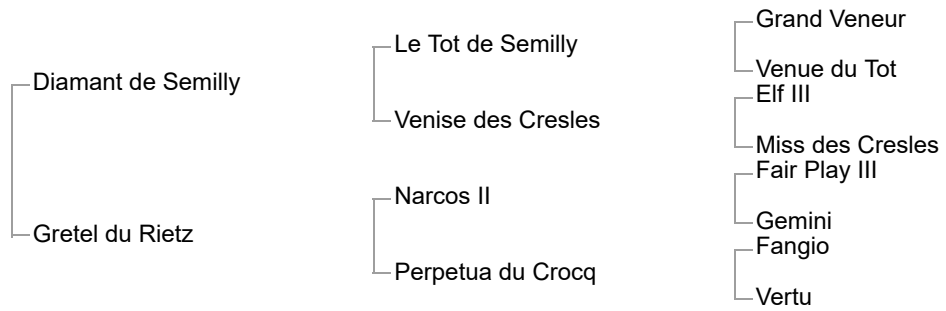 Grand Veneur
Le Tot de Semilly
Venue du Tot
Diamant de Semilly
Elf III
Venise des Cresles
Miss des Cresles
Fair Play III
Narcos II
Gemini
Gretel du Rietz
Fangio
Perpetua du Crocq
Vertu